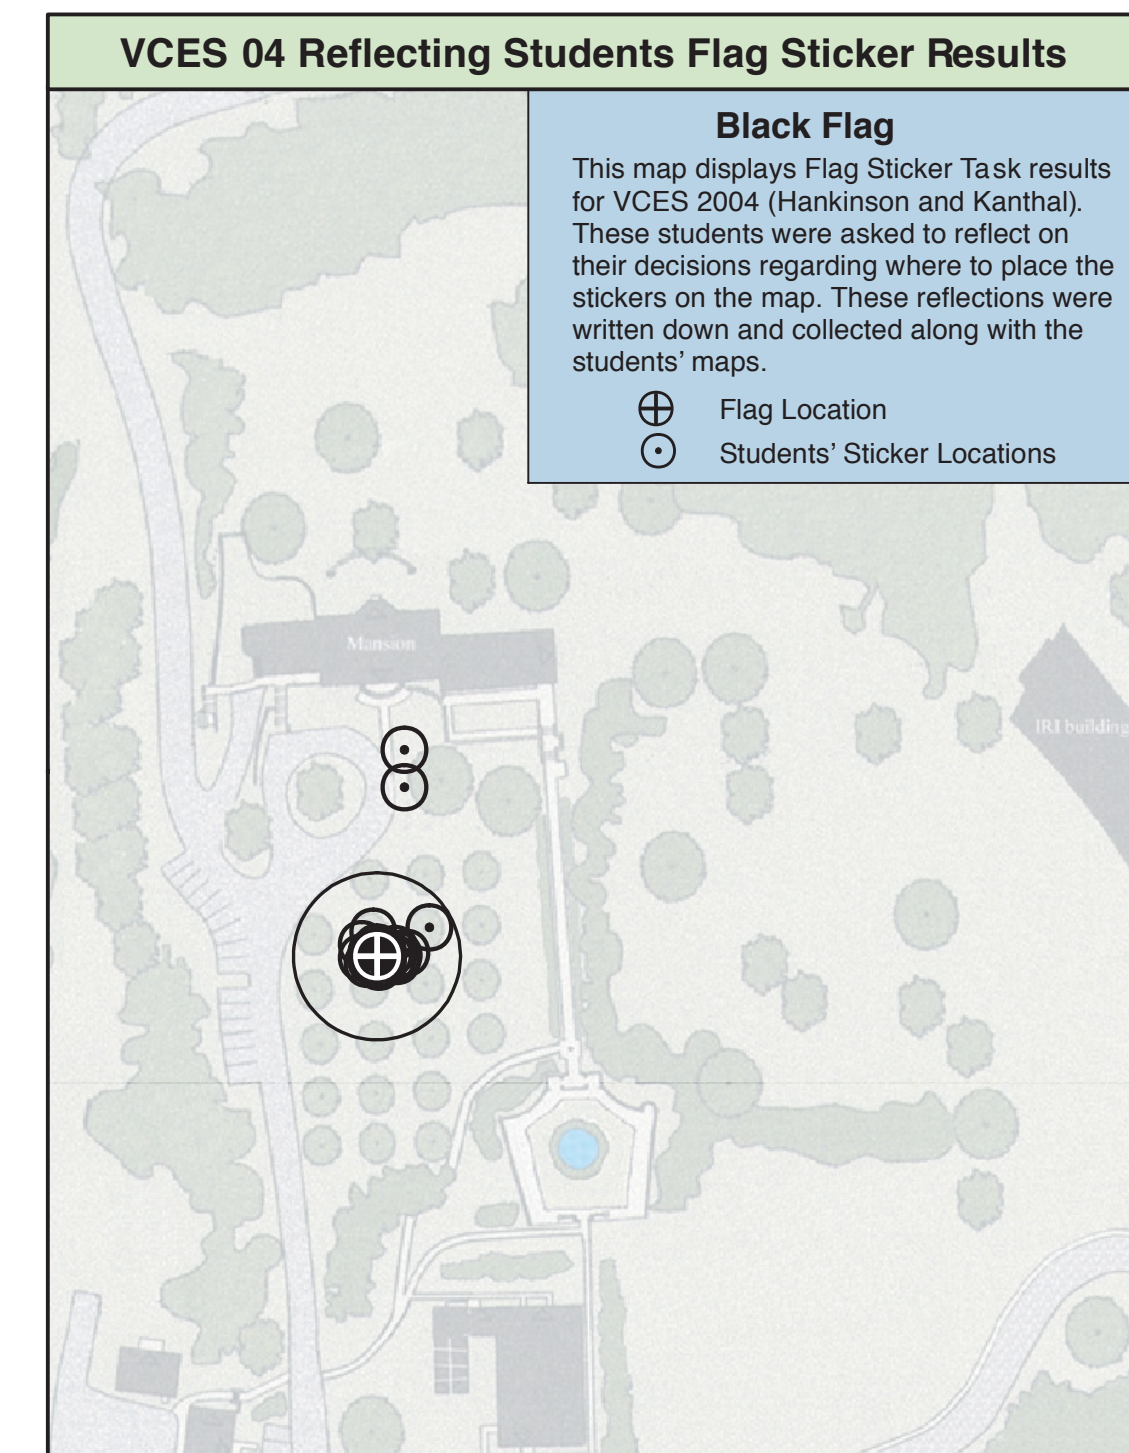 VCES 04 Reflecting Students Flag Sticker Results
Black Flag
This map displays Flag Sticker Task results
for VCES 2004 (Hankinson and Kanthal).
These students were asked to reflect on
their decisions regarding where to place the
stickers on the map. These reflections were
written down and collected along with the
students’ maps.
Flag Location
Students’ Sticker Locations
Mansion
IRI building